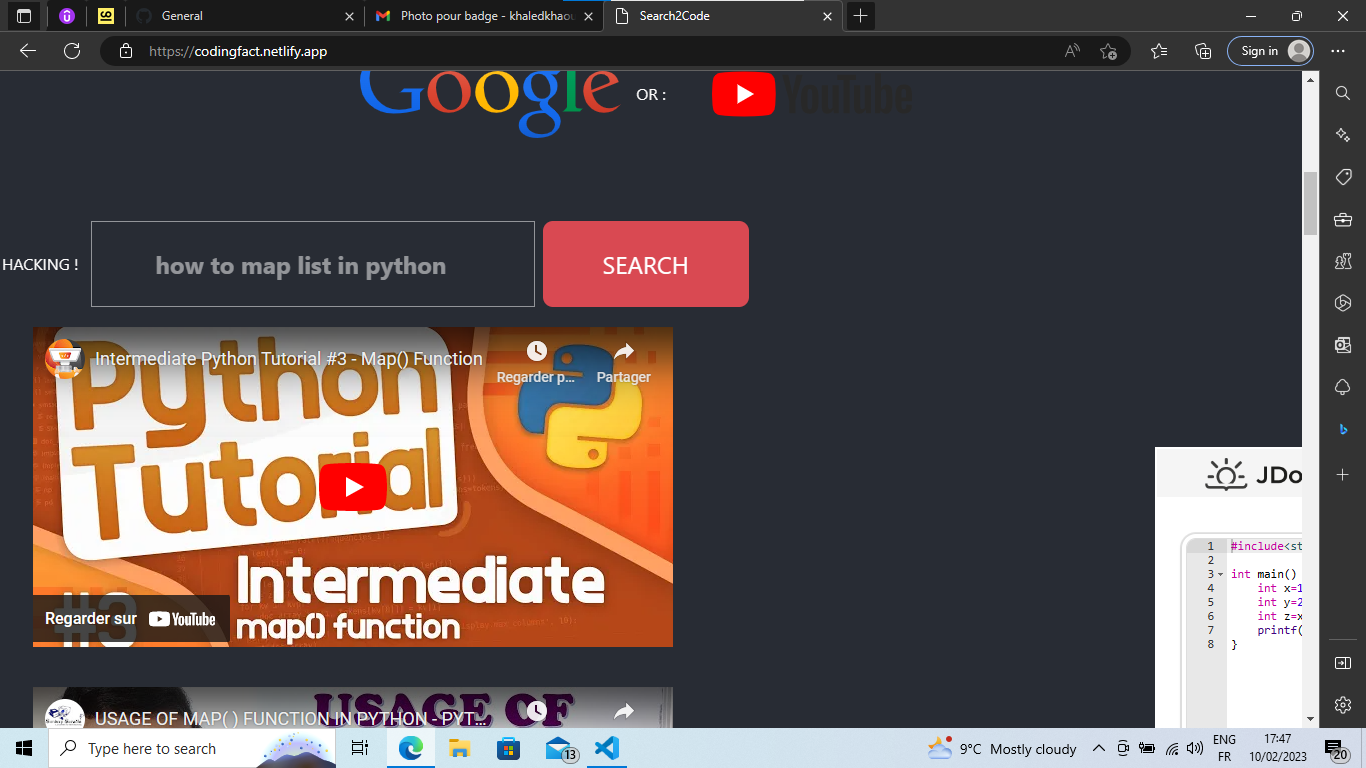 General
Photo pour badge - khaledkhaou
Search2Code
https://codingfact.netlify.app
Sign in
Google
OR :
YouTube
HACKING !
how to map list in python
SEARCH
Intermediate Python Tutorial #3 - Map() Function
Regarder p...
Partager
Python
Tutorial
Intermediate
map() function
#3
Regarder sur YouTube
JDo
1 #include<st
2
3 int main()
4 int x=1
5 int y=2
6 int z=x
7 printf(
8 }
USAGE OF
USAGE OF MAP( ) FUNCTION IN PYTHON - PYT...
Type here to search
13
9°C Mostly cloudy
ENG
FR
17:47
10/02/2023
20